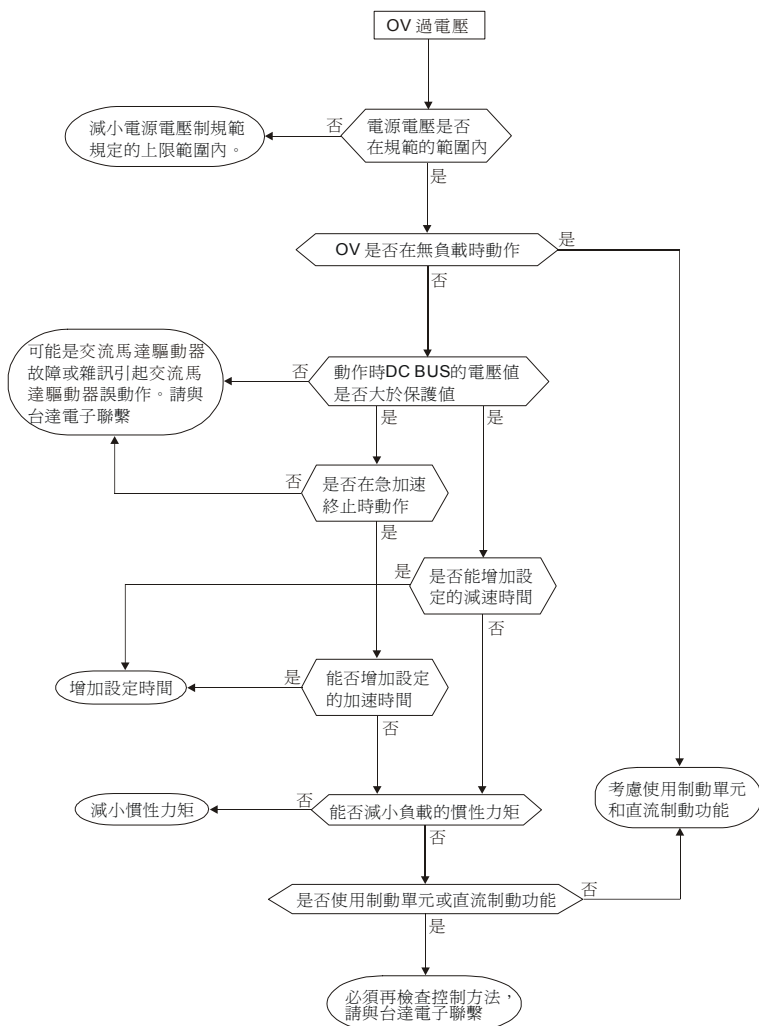 OV 過電壓
否
電源電壓是否
在規範的範圍內
減小電源電壓制規範
規定的上限範圍內。
是
OV 是否在無負載時動作
是
否
可能是交流馬達驅動器
故障或雜訊引起交流馬
達驅動器誤動作。請與
台達電子聯繫
否
動作時DC BUS的電壓值
是否大於保護值
是
是
否
是否在急加速
終止時動作
是
是
是否能增加設
定的減速時間
否
增加設定時間
是
能否增加設定
的加速時間
否
考慮使用制動單元
和直流制動功能
減小慣性力矩
否
能否減小負載的慣性力矩
否
是否使用制動單元或直流制動功能
否
是
必須再檢查控制方法，
請與台達電子聯繫